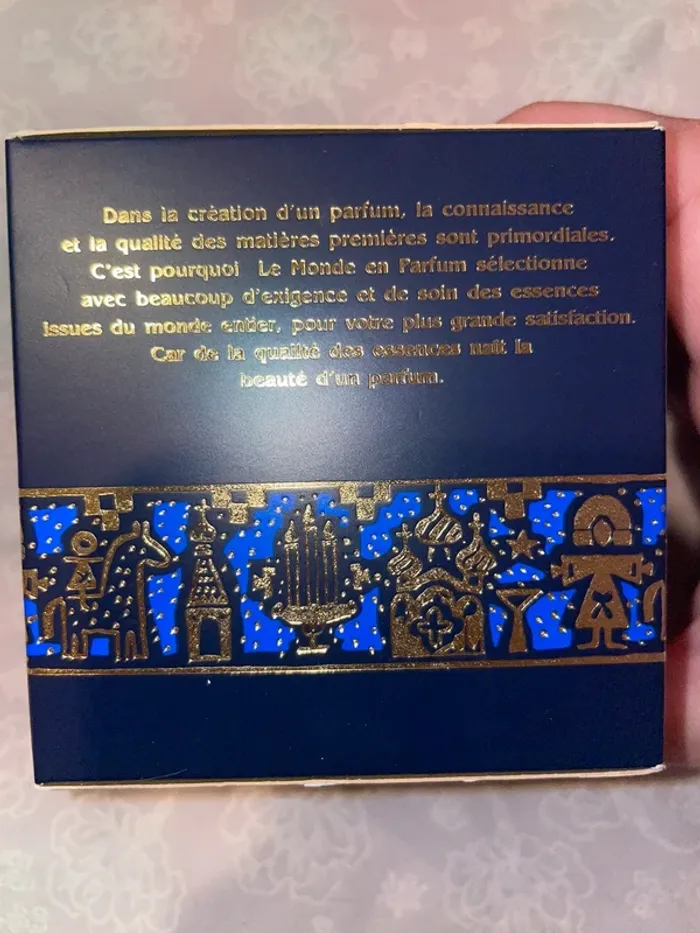 Dans la création d'un parfum, la connaissance
et la qualité des matières premières sont primordiales.
C'est pourquoi Le Monde en Parfum sélectionne
avec beaucoup d'exigence et de soin des essences
issues du monde entier, pour votre plus grande satisfaction.
Car de la qualité des essences naît la
beauté d'un parfum.